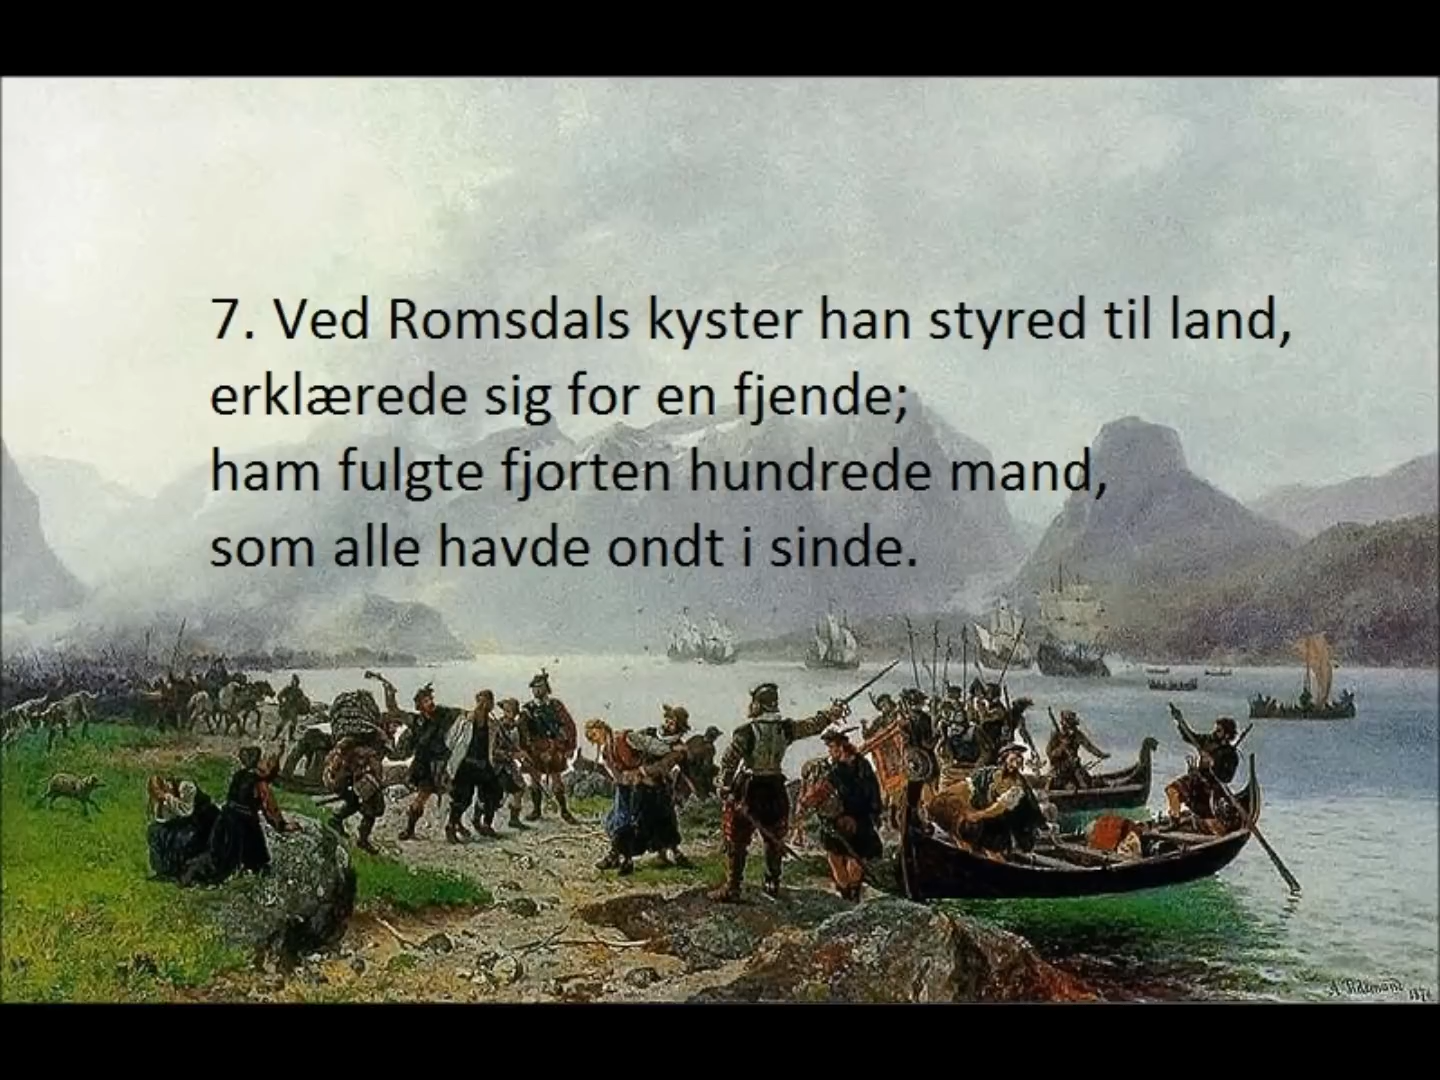 7. Ved Romsdals kyster han styred til land,
erklærede sig for en fjende;
ham fulgte fjorten hundrede mand,
som alle havde ondt i sinde.
A Tidemand